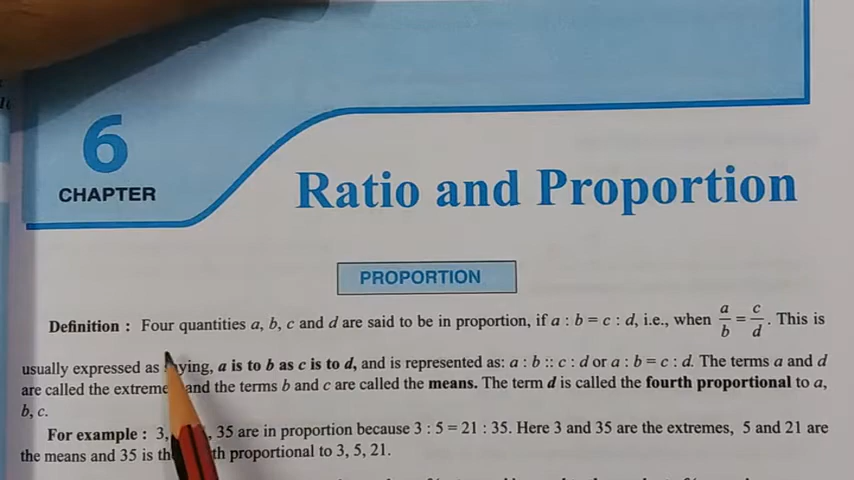 6
CHAPTER
Ratio and Proportion
PROPORTION
Definition : Four quantities a, b, c and d are said to be in proportion, if a : b = c : d, i.e., when a/b = c/d. This is
usually expressed as saying, a is to b as c is to d, and is represented as: a : b :: c : d or a : b = c : d. The terms a and d
are called the extreme and the terms b and c are called the means. The term d is called the fourth proportional to a,
b, c.
For example : 3, 35 are in proportion because 3 : 5 = 21 : 35. Here 3 and 35 are the extremes, 5 and 21 are
the means and 35 is the proportional to 3, 5, 21.